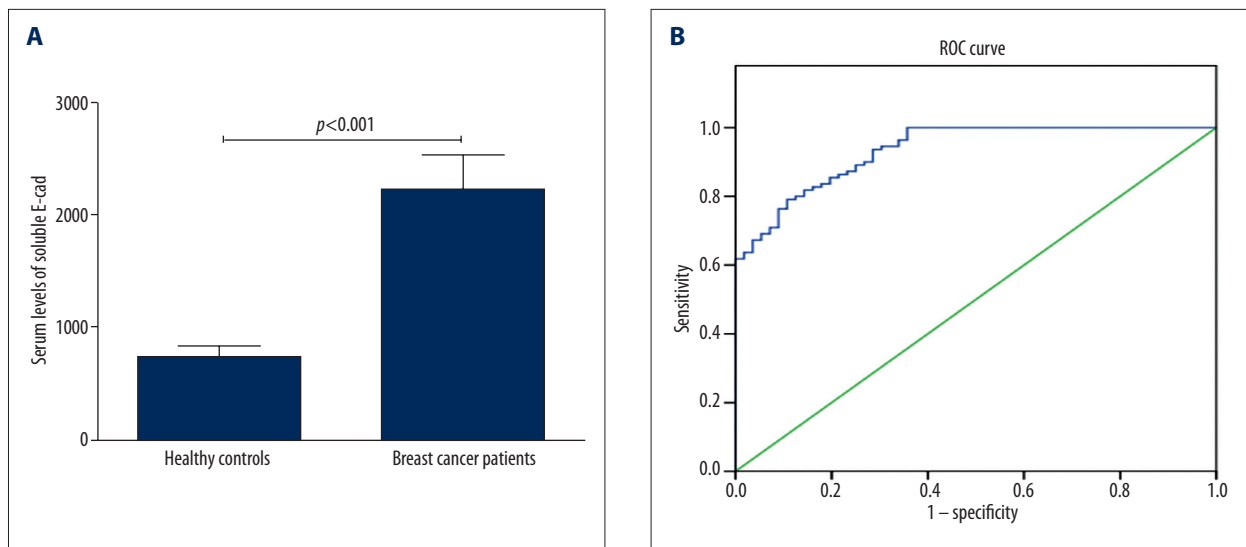 A
Serum levels of soluble E-cad
3000
2000
1000
0
p<0.001
Healthy controls
Breast cancer patients
B
ROC curve
Sensitivity
1.0
0.8
0.6
0.4
0.2
0.0
0.0 0.2 0.4 0.6 0.8 1.0
1 – specificity